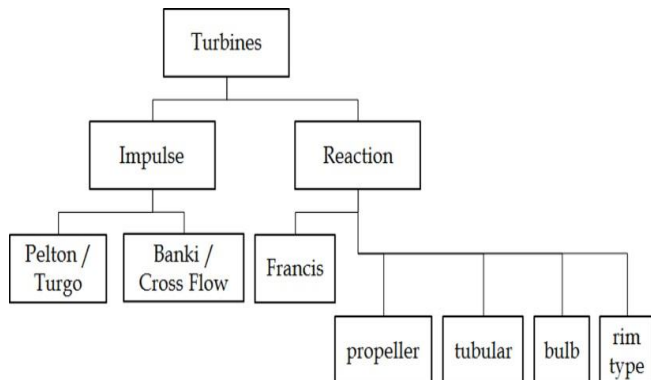 Turbines
Impulse
Reaction
Pelton /
Turgo
Banki /
Cross Flow
Francis
propeller
tubular
bulb
rim
type